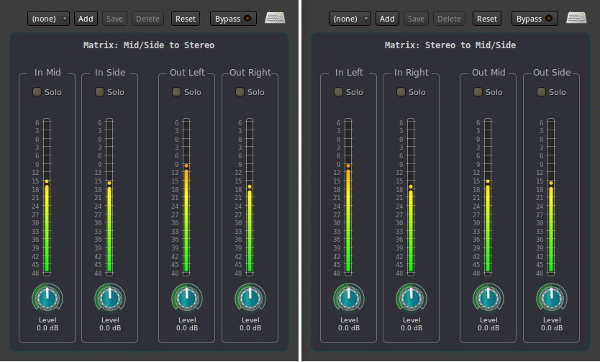 (none) Add Save Delete Reset Bypass
Matrix: Mid/Side to Stereo
In Mid In Side Out Left Out Right
Solo Solo Solo Solo
6 6 6 6
3 3 3 3
0 0 0 0
3 3 3 3
6 6 6 6
9 9 9 9
12 12 12 12
15 15 15 15
18 18 18 18
21 21 21 21
24 24 24 24
27 27 27 27
30 30 30 30
33 33 33 33
36 36 36 36
39 39 39 39
42 42 42 42
45 45 45 45
48 48 48 48
Level Level Level Level
0.0 dB 0.0 dB 0.0 dB 0.0 dB
(none) Add Save Delete Reset Bypass
Matrix: Stereo to Mid/Side
In Left In Right Out Mid Out Side
Solo Solo Solo Solo
6 6 6 6
3 3 3 3
0 0 0 0
3 3 3 3
6 6 6 6
9 9 9 9
12 12 12 12
15 15 15 15
18 18 18 18
21 21 21 21
24 24 24 24
27 27 27 27
30 30 30 30
33 33 33 33
36 36 36 36
39 39 39 39
42 42 42 42
45 45 45 45
48 48 48 48
Level Level Level Level
0.0 dB 0.0 dB 0.0 dB 0.0 dB